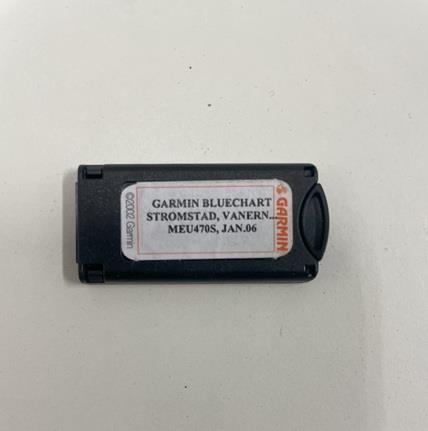 GARMIN BLUECHART
STROMSTAD, VANERN...
MEU470S, JAN.06
©2002 Garmin
GARMIN